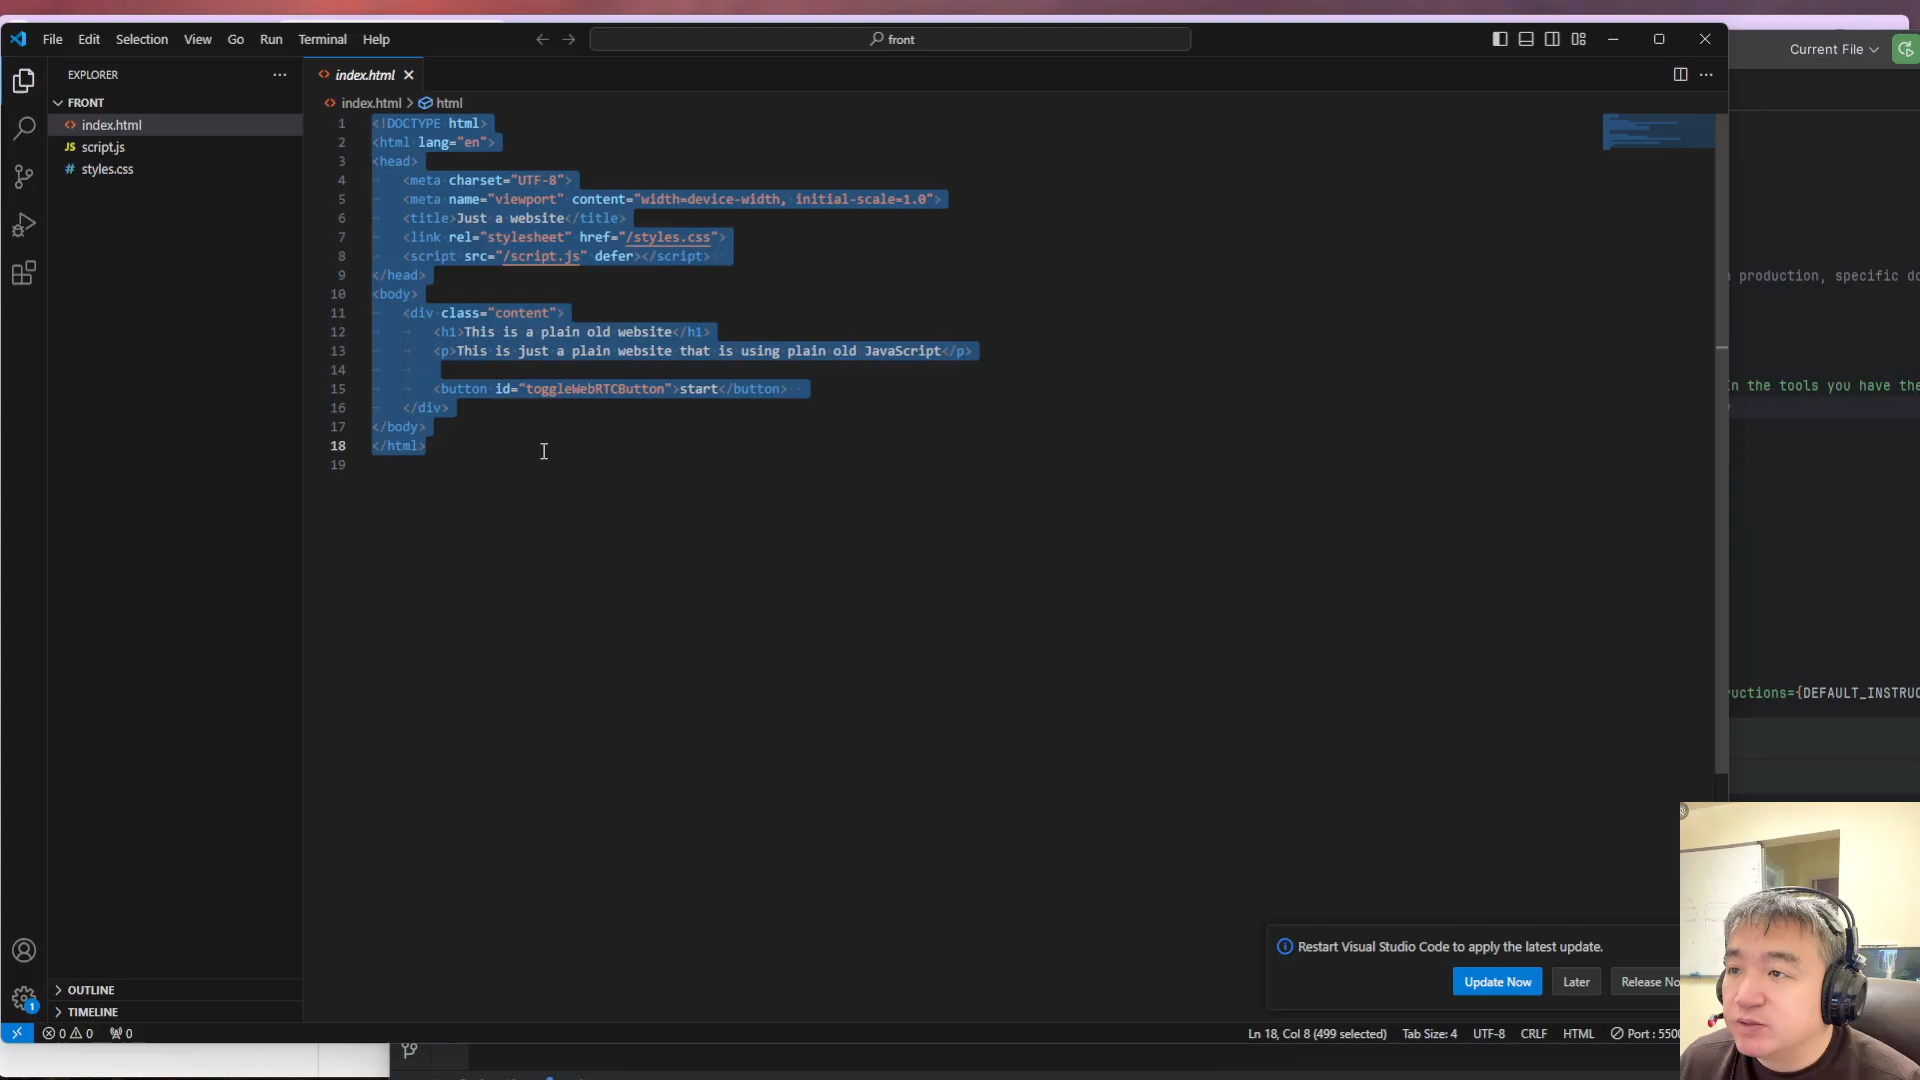 File Edit Selection View Go Run Terminal Help
front
Current File
EXPLORER
FRONT
index.html
script.js
styles.css
OUTLINE
TIMELINE
index.html
index.html > html
1 <!DOCTYPE html>
2 <html lang="en">
3 <head>
4 <meta charset="UTF-8">
5 <meta name="viewport" content="width=device-width, initial-scale=1.0">
6 <title>Just a website</title>
7 <link rel="stylesheet" href="/styles.css">
8 <script src="/script.js" defer></script>
9 </head>
10 <body>
11 <div class="content">
12 <h1>This is a plain old website</h1>
13 <p>This is just a plain website that is using plain old JavaScript</p>
14
15 <button id="toggleWebRTCButton">start</button>
16 </div>
17 </body>
18 </html>
19
production, specific do
n the tools you have the
uctions={DEFAULT_INSTRUC
Restart Visual Studio Code to apply the latest update.
Update Now Later Release No
1
0 0 0
Ln 18, Col 8 (499 selected) Tab Size: 4 UTF-8 CRLF HTML Port : 5500